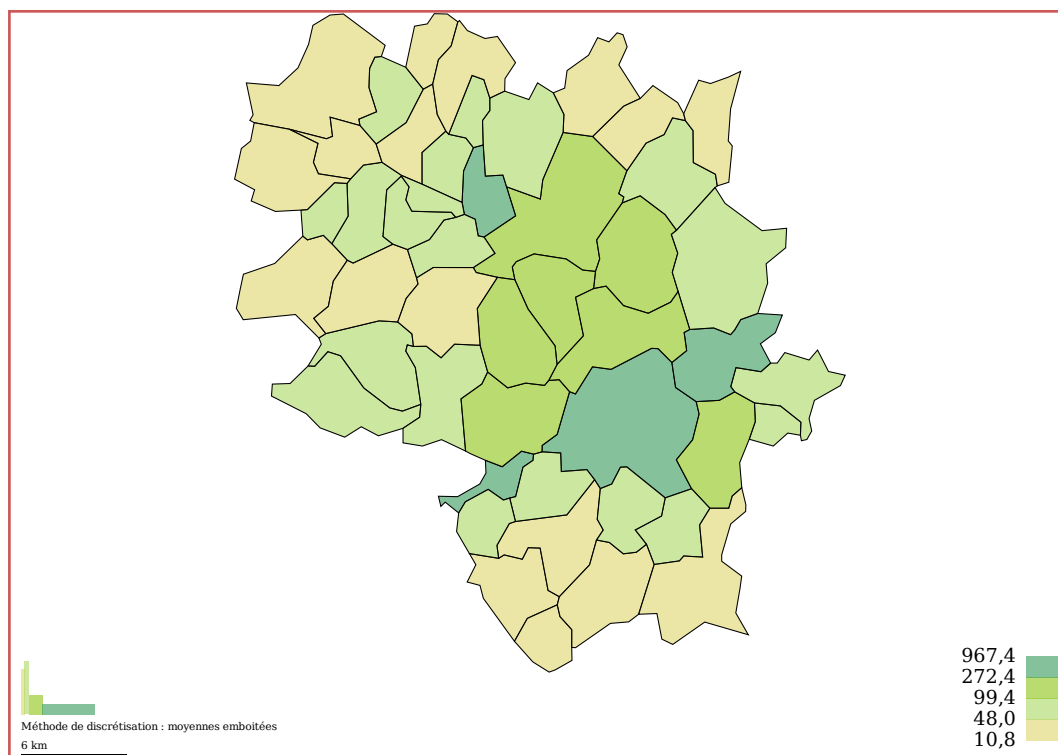 967,4
272,4
99,4
48,0
10,8
Méthode de discrétisation : moyennes emboitées
6 km